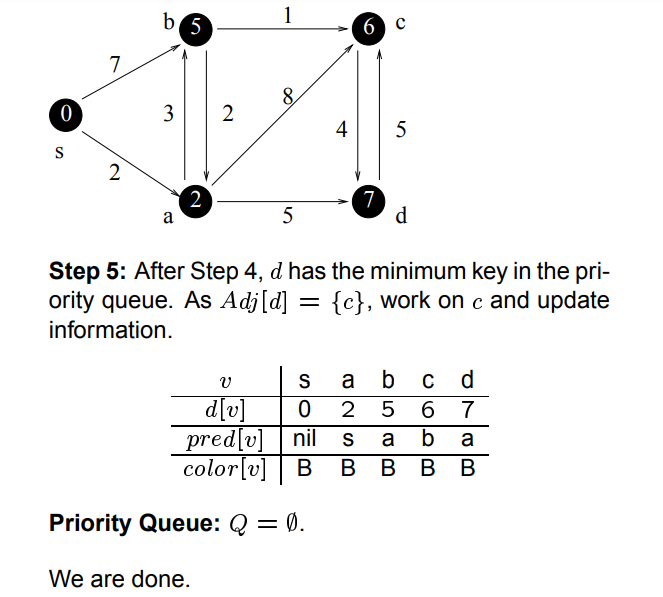 b 5 1 6 c
7
8
0 3 2 4 5
s
2
2 7
a 5 d
Step 5: After Step 4, d has the minimum key in the pri-
ority queue. As Adj[d] = {c}, work on c and update
information.
v s a b c d
d[v] 0 2 5 6 7
pred[v] nil s a b a
color[v] B B B B B
Priority Queue: Q = ∅.
We are done.